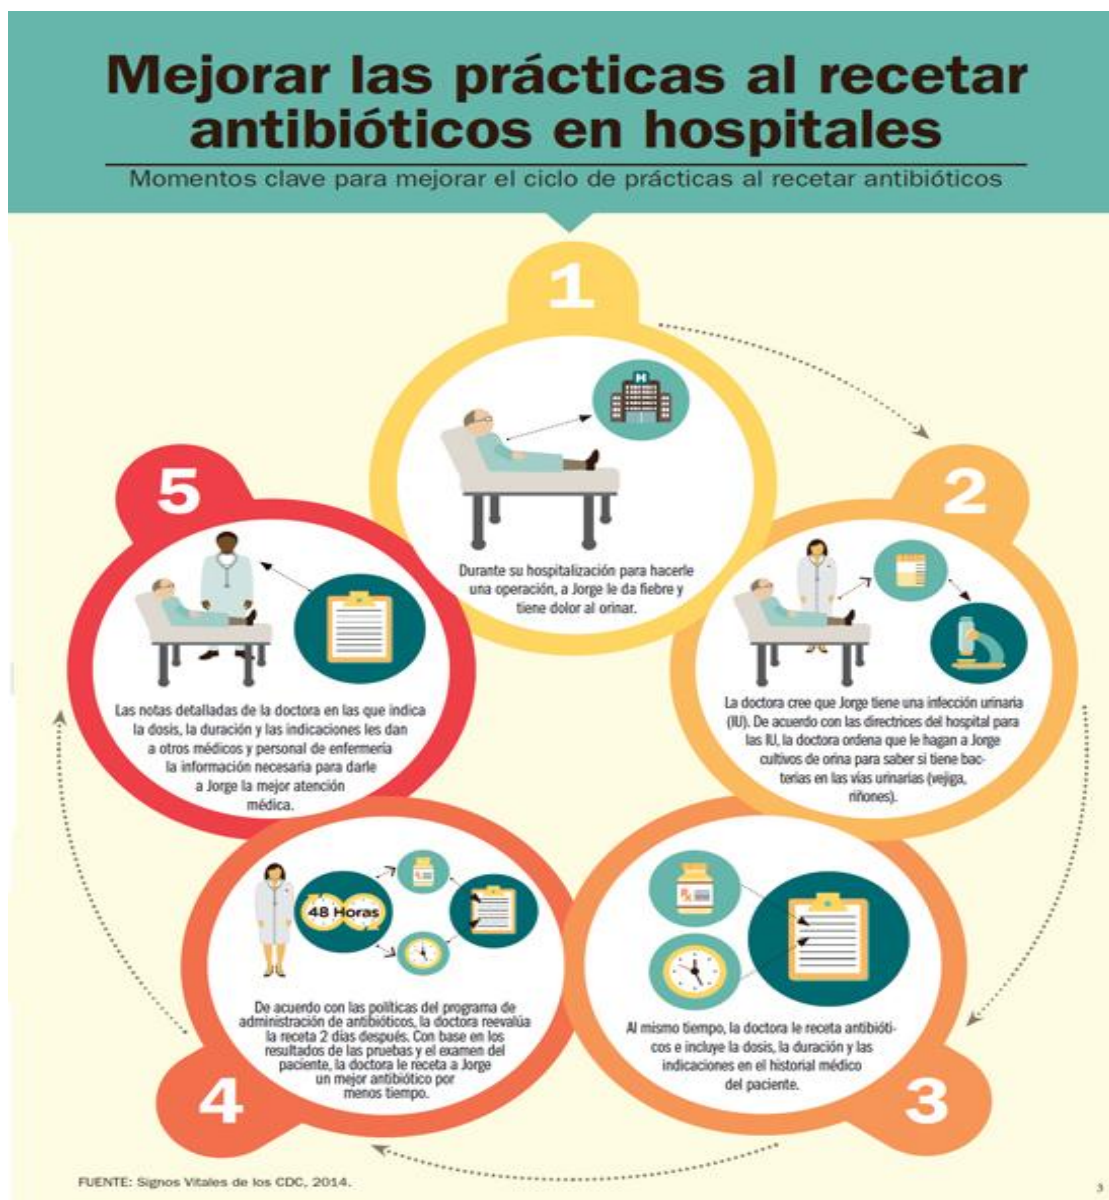 Mejorar las prácticas al recetar
antibióticos en hospitales
Momentos clave para mejorar el ciclo de prácticas al recetar antibióticos
1
H
Durante su hospitalización para hacerle
una operación, a Jorge le da fiebre y
tiene dolor al orinar.
2
La doctora cree que Jorge tiene una infección urinaria
(IU). De acuerdo con las directrices del hospital para
las IU, la doctora ordena que le hagan a Jorge
cultivos de orina para saber si tiene bac-
terias en las vías urinarias (vejiga,
riñones).
3
Al mismo tiempo, la doctora le receta antibióti-
cos e incluye la dosis, la duración y las
indicaciones en el historial médico
del paciente.
4
48 Horas
De acuerdo con las políticas del programa de
administración de antibióticos, la doctora reevalúa
la receta 2 días después. Con base en los
resultados de las pruebas y el examen del
paciente, la doctora le receta a Jorge
un mejor antibiótico por
menos tiempo.
5
Las notas detalladas de la doctora en las que indica
la dosis, la duración y las indicaciones les dan
a otros médicos y personal de enfermería
la información necesaria para darle
a Jorge la mejor atención
médica.
FUENTE: Signos Vitales de los CDC, 2014.
3